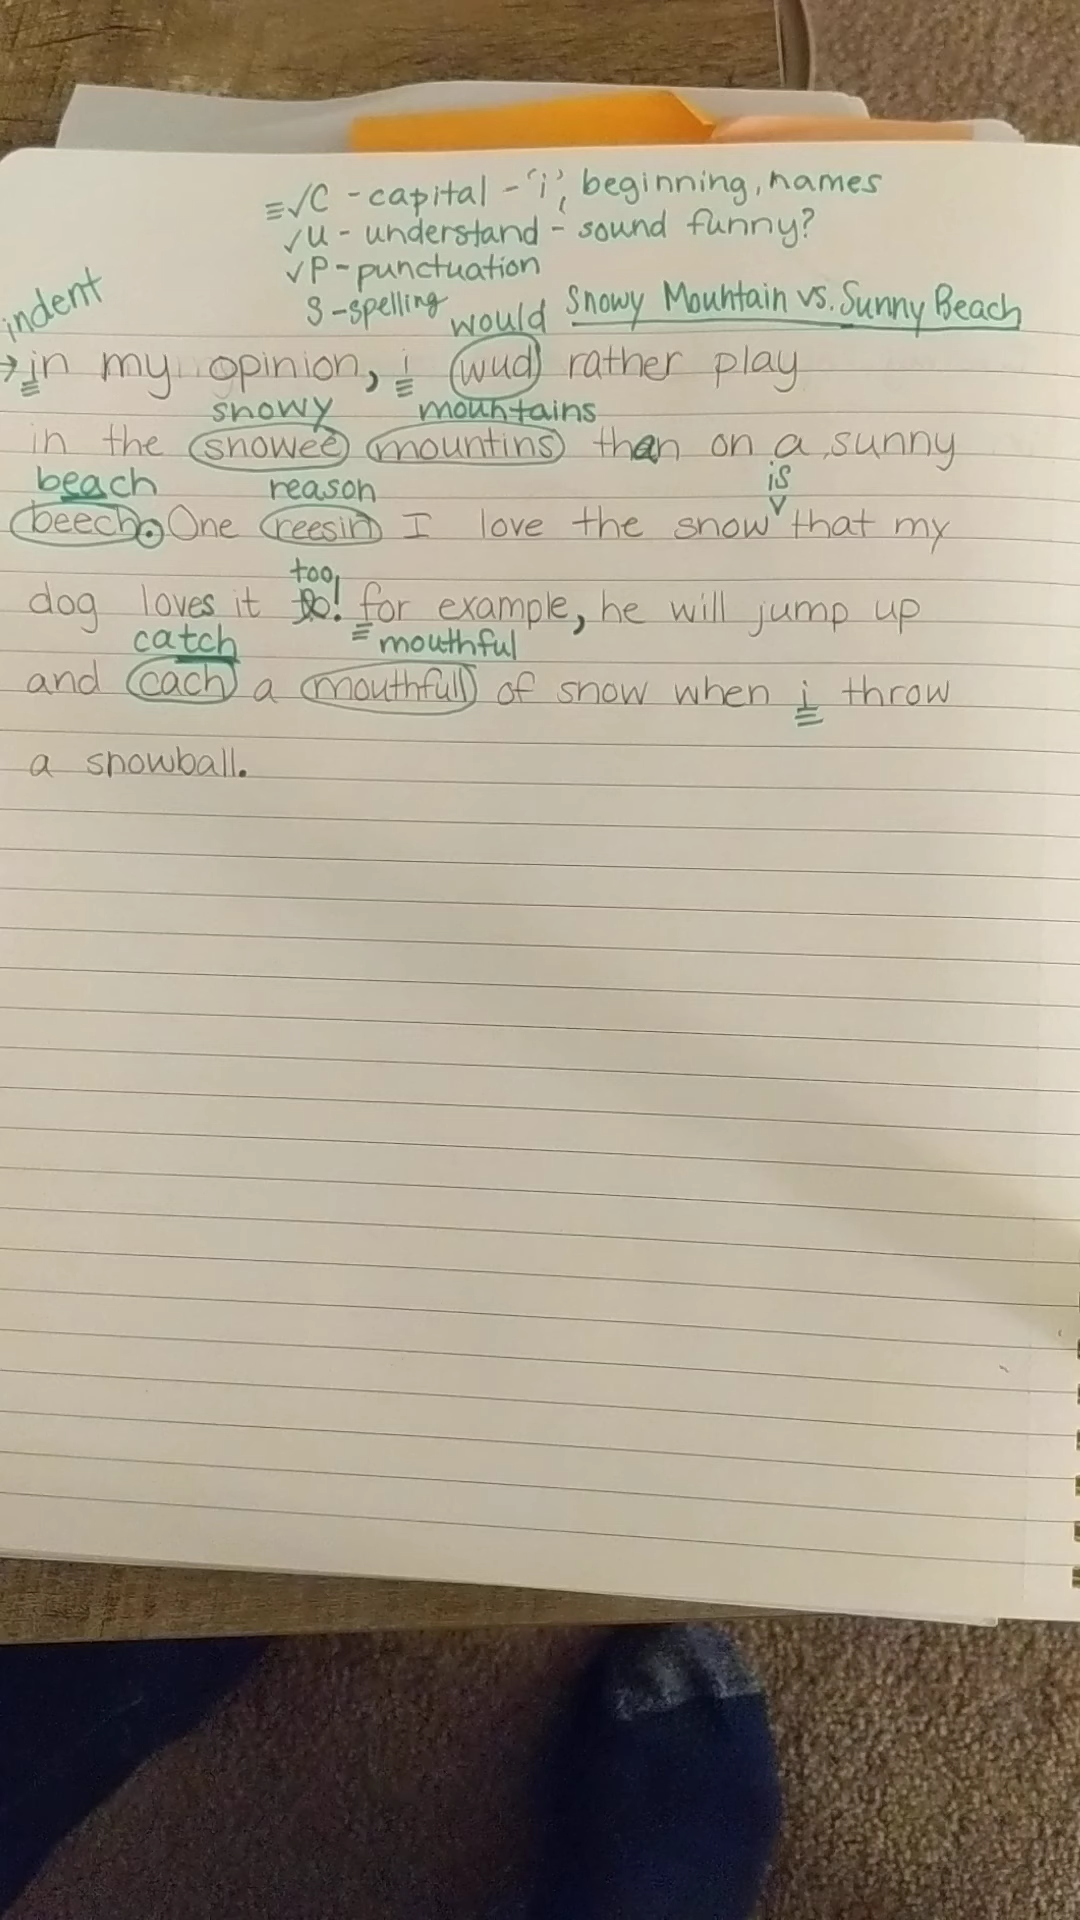 ≡√C - capital - 'i', beginning, names
√U - understand - sound funny?
√P - punctuation
S - spelling
indent
would Snowy Mountain vs. Sunny Beach
→in my opinion, i wud rather play
snowy mountains
in the snowee mountins than on a sunny
beach reason is
beech. One reesin I love the snow that my
too,
dog loves it to! for example, he will jump up
catch mouthful
and cach a mouthfull of snow when i throw
a snowball.